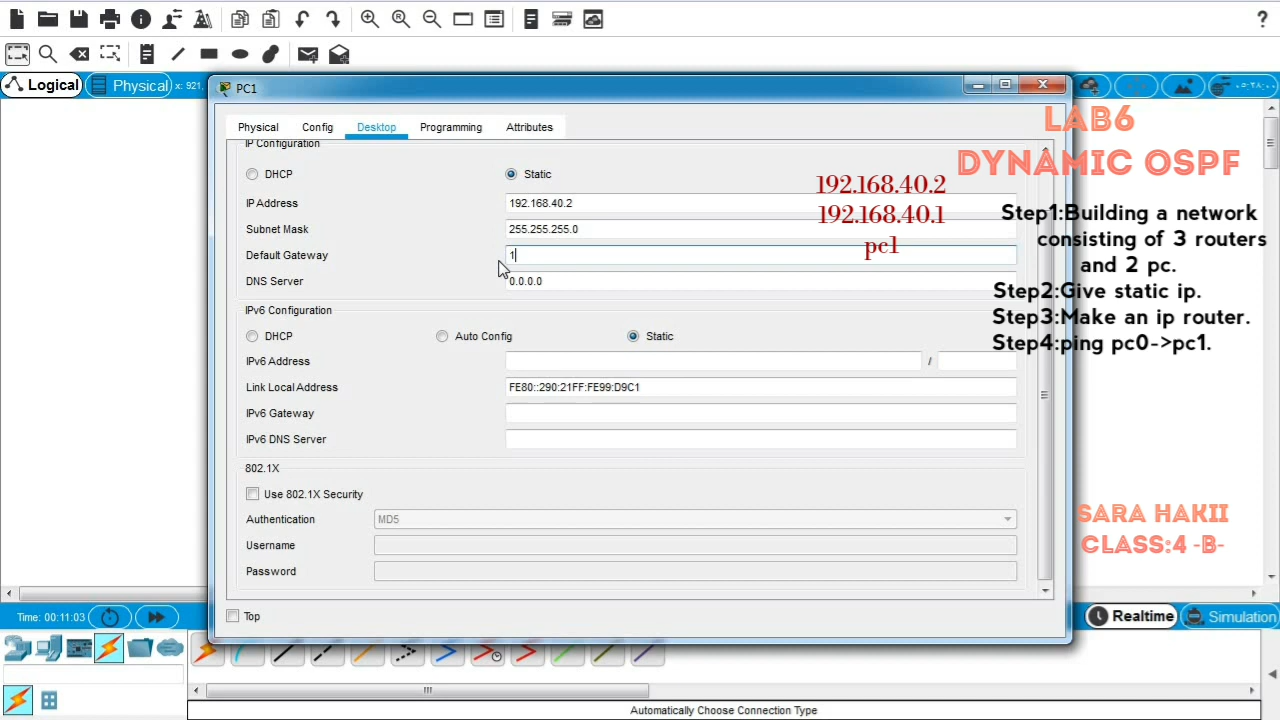 ?
Logical
Physical
x: 921,
PC1
Physical
Config
Desktop
Programming
Attributes
LAB6
DYNAMIC OSPF
IP Configuration
DHCP
Static
192.168.40.2
IP Address
192.168.40.2
192.168.40.1
Step1:Building a network
Subnet Mask
255.255.255.0
consisting of 3 routers
pc1
Default Gateway
1
and 2 pc.
DNS Server
0.0.0.0
Step2:Give static ip.
IPv6 Configuration
Step3:Make an ip router.
DHCP
Auto Config
Static
Step4:ping pc0->pc1.
IPv6 Address
/
Link Local Address
FE80::290:21FF:FE99:D9C1
IPv6 Gateway
IPv6 DNS Server
802.1X
Use 802.1X Security
Authentication
MD5
SARA HAKII
CLASS:4 -B-
Username
Password
Top
Time: 00:11:03
Realtime
Simulation
Automatically Choose Connection Type